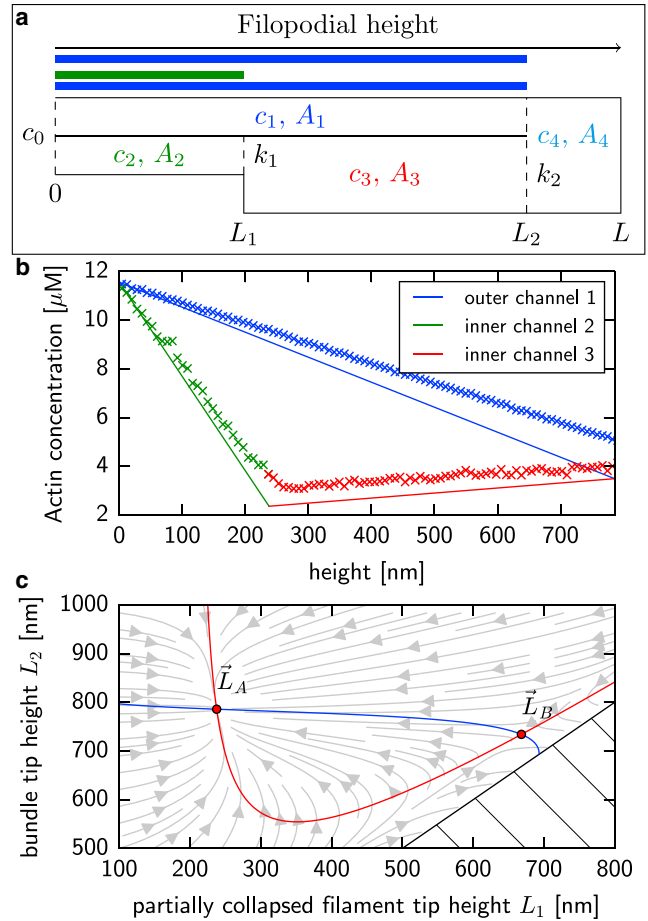 a
Filopodial height
c₀
c₁, A₁
c₂, A₂
k₁
c₃, A₃
c₄, A₄
k₂
0
L₁
L₂
L
b
Actin concentration [μM]
12
10
8
6
4
2
outer channel 1
inner channel 2
inner channel 3
0 100 200 300 400 500 600 700
height [nm]
c
bundle tip height L₂ [nm]
1000
900
800
700
600
500
L⃗_A
L⃗_B
100 200 300 400 500 600 700 800
partially collapsed filament tip height L₁ [nm]